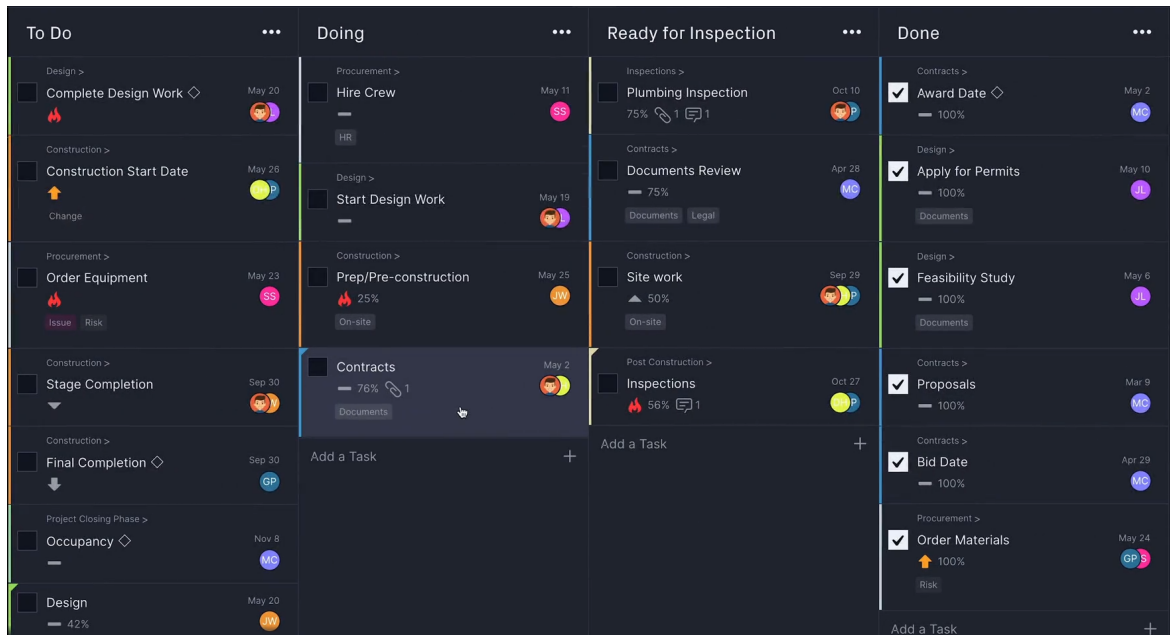 To Do
Design >
Complete Design Work
May 20
L
Construction >
Construction Start Date
May 26
P
Change
Procurement >
Order Equipment
May 23
SS
Issue Risk
Construction >
Stage Completion
Sep 30
Construction >
Final Completion
Sep 30
GP
Project Closing Phase >
Occupancy
Nov 8
MC
Design
May 20
42%
JW
Doing
Procurement >
Hire Crew
May 11
SS
HR
Design >
Start Design Work
May 19
L
Construction >
Prep/Pre-construction
May 25
25%
JW
On-site
Contracts
May 2
76% 1
Documents
Add a Task +
Ready for Inspection
Inspections >
Plumbing Inspection
Oct 10
75% 1 1
P
Contracts >
Documents Review
Apr 28
75%
MC
Documents Legal
Construction >
Site work
Sep 29
50%
P
On-site
Post Construction >
Inspections
Oct 27
56% 1
P
Add a Task +
Done
Contracts >
Award Date
May 2
100%
MC
Design >
Apply for Permits
May 10
100%
JL
Documents
Design >
Feasibility Study
May 6
100%
JL
Documents
Contracts >
Proposals
Mar 9
100%
MC
Contracts >
Bid Date
Apr 29
100%
MC
Procurement >
Order Materials
May 24
100%
GP S
Risk
Add a Task +